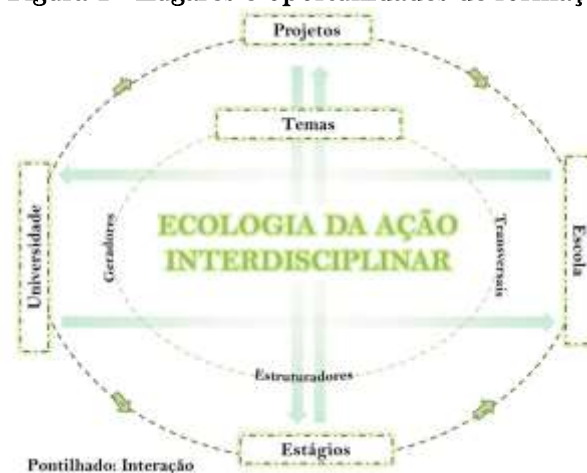 Projetos
Temas
Universidade
Geradores
ECOLOGIA DA AÇÃO
INTERDISCIPLINAR
Transversais
Escola
Estruturadores
Estágios
Pontilhado: Interação